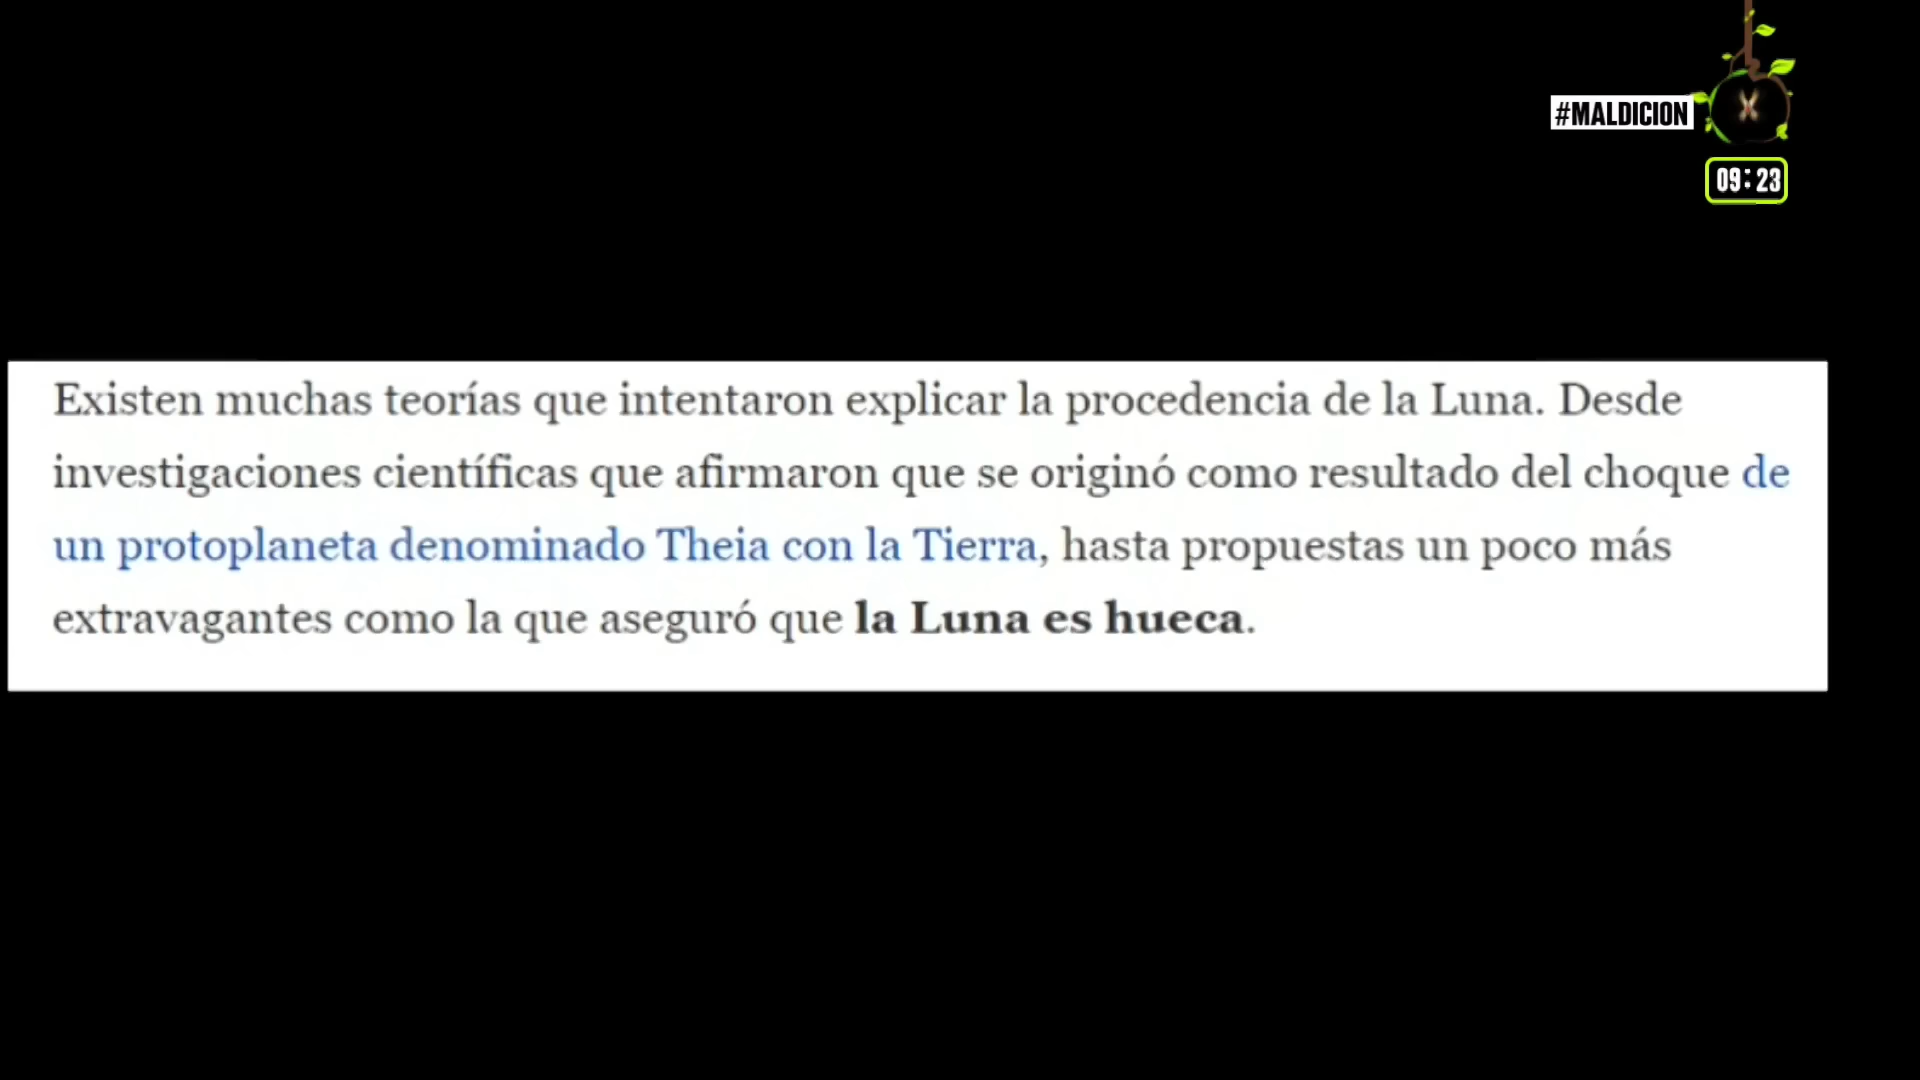 #MALDICION
09:23
Existen muchas teorías que intentaron explicar la procedencia de la Luna. Desde
investigaciones científicas que afirmaron que se originó como resultado del choque de
un protoplaneta denominado Theia con la Tierra, hasta propuestas un poco más
extravagantes como la que aseguró que la Luna es hueca.